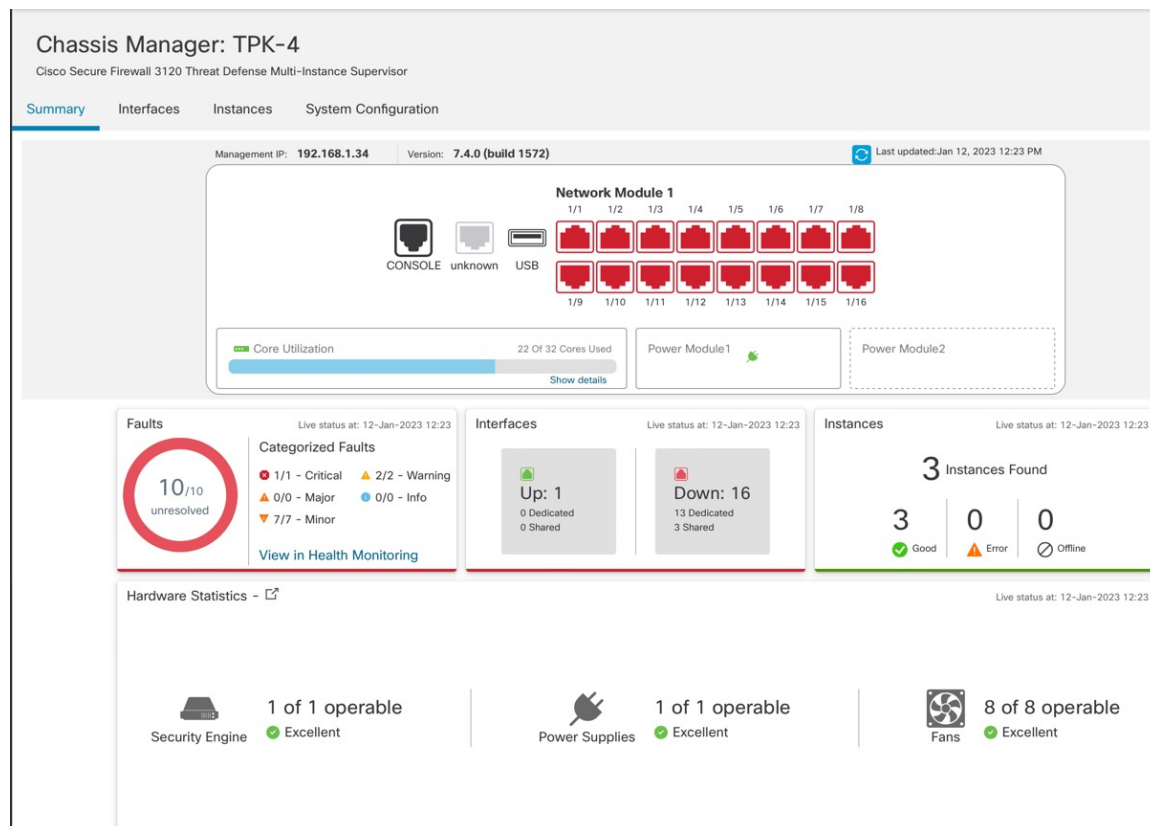 Chassis Manager: TPK-4
Cisco Secure Firewall 3120 Threat Defense Multi-Instance Supervisor
Summary Interfaces Instances System Configuration
Management IP: 192.168.1.34 Version: 7.4.0 (build 1572) Last updated:Jan 12, 2023 12:23 PM
Network Module 1
1/1 1/2 1/3 1/4 1/5 1/6 1/7 1/8
CONSOLE unknown USB
1/9 1/10 1/11 1/12 1/13 1/14 1/15 1/16
Core Utilization 22 Of 32 Cores Used
Show details
Power Module1
Power Module2
Faults Live status at: 12-Jan-2023 12:23
10/10
unresolved
Categorized Faults
1/1 - Critical 2/2 - Warning
0/0 - Major 0/0 - Info
7/7 - Minor
View in Health Monitoring
Interfaces Live status at: 12-Jan-2023 12:23
Up: 1
0 Dedicated
0 Shared
Down: 16
13 Dedicated
3 Shared
Instances Live status at: 12-Jan-2023 12:23
3 Instances Found
3 0 0
Good Error Offline
Hardware Statistics - Live status at: 12-Jan-2023 12:23
Security Engine
1 of 1 operable
Excellent
Power Supplies
1 of 1 operable
Excellent
Fans
8 of 8 operable
Excellent